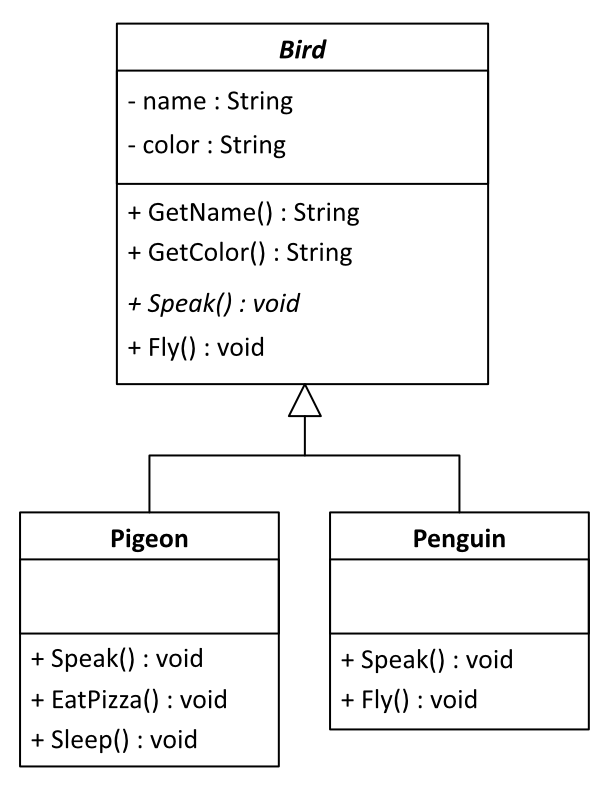 Bird
- name : String
- color : String
+ GetName() : String
+ GetColor() : String
+ Speak() : void
+ Fly() : void
Pigeon
+ Speak() : void
+ EatPizza() : void
+ Sleep() : void
Penguin
+ Speak() : void
+ Fly() : void